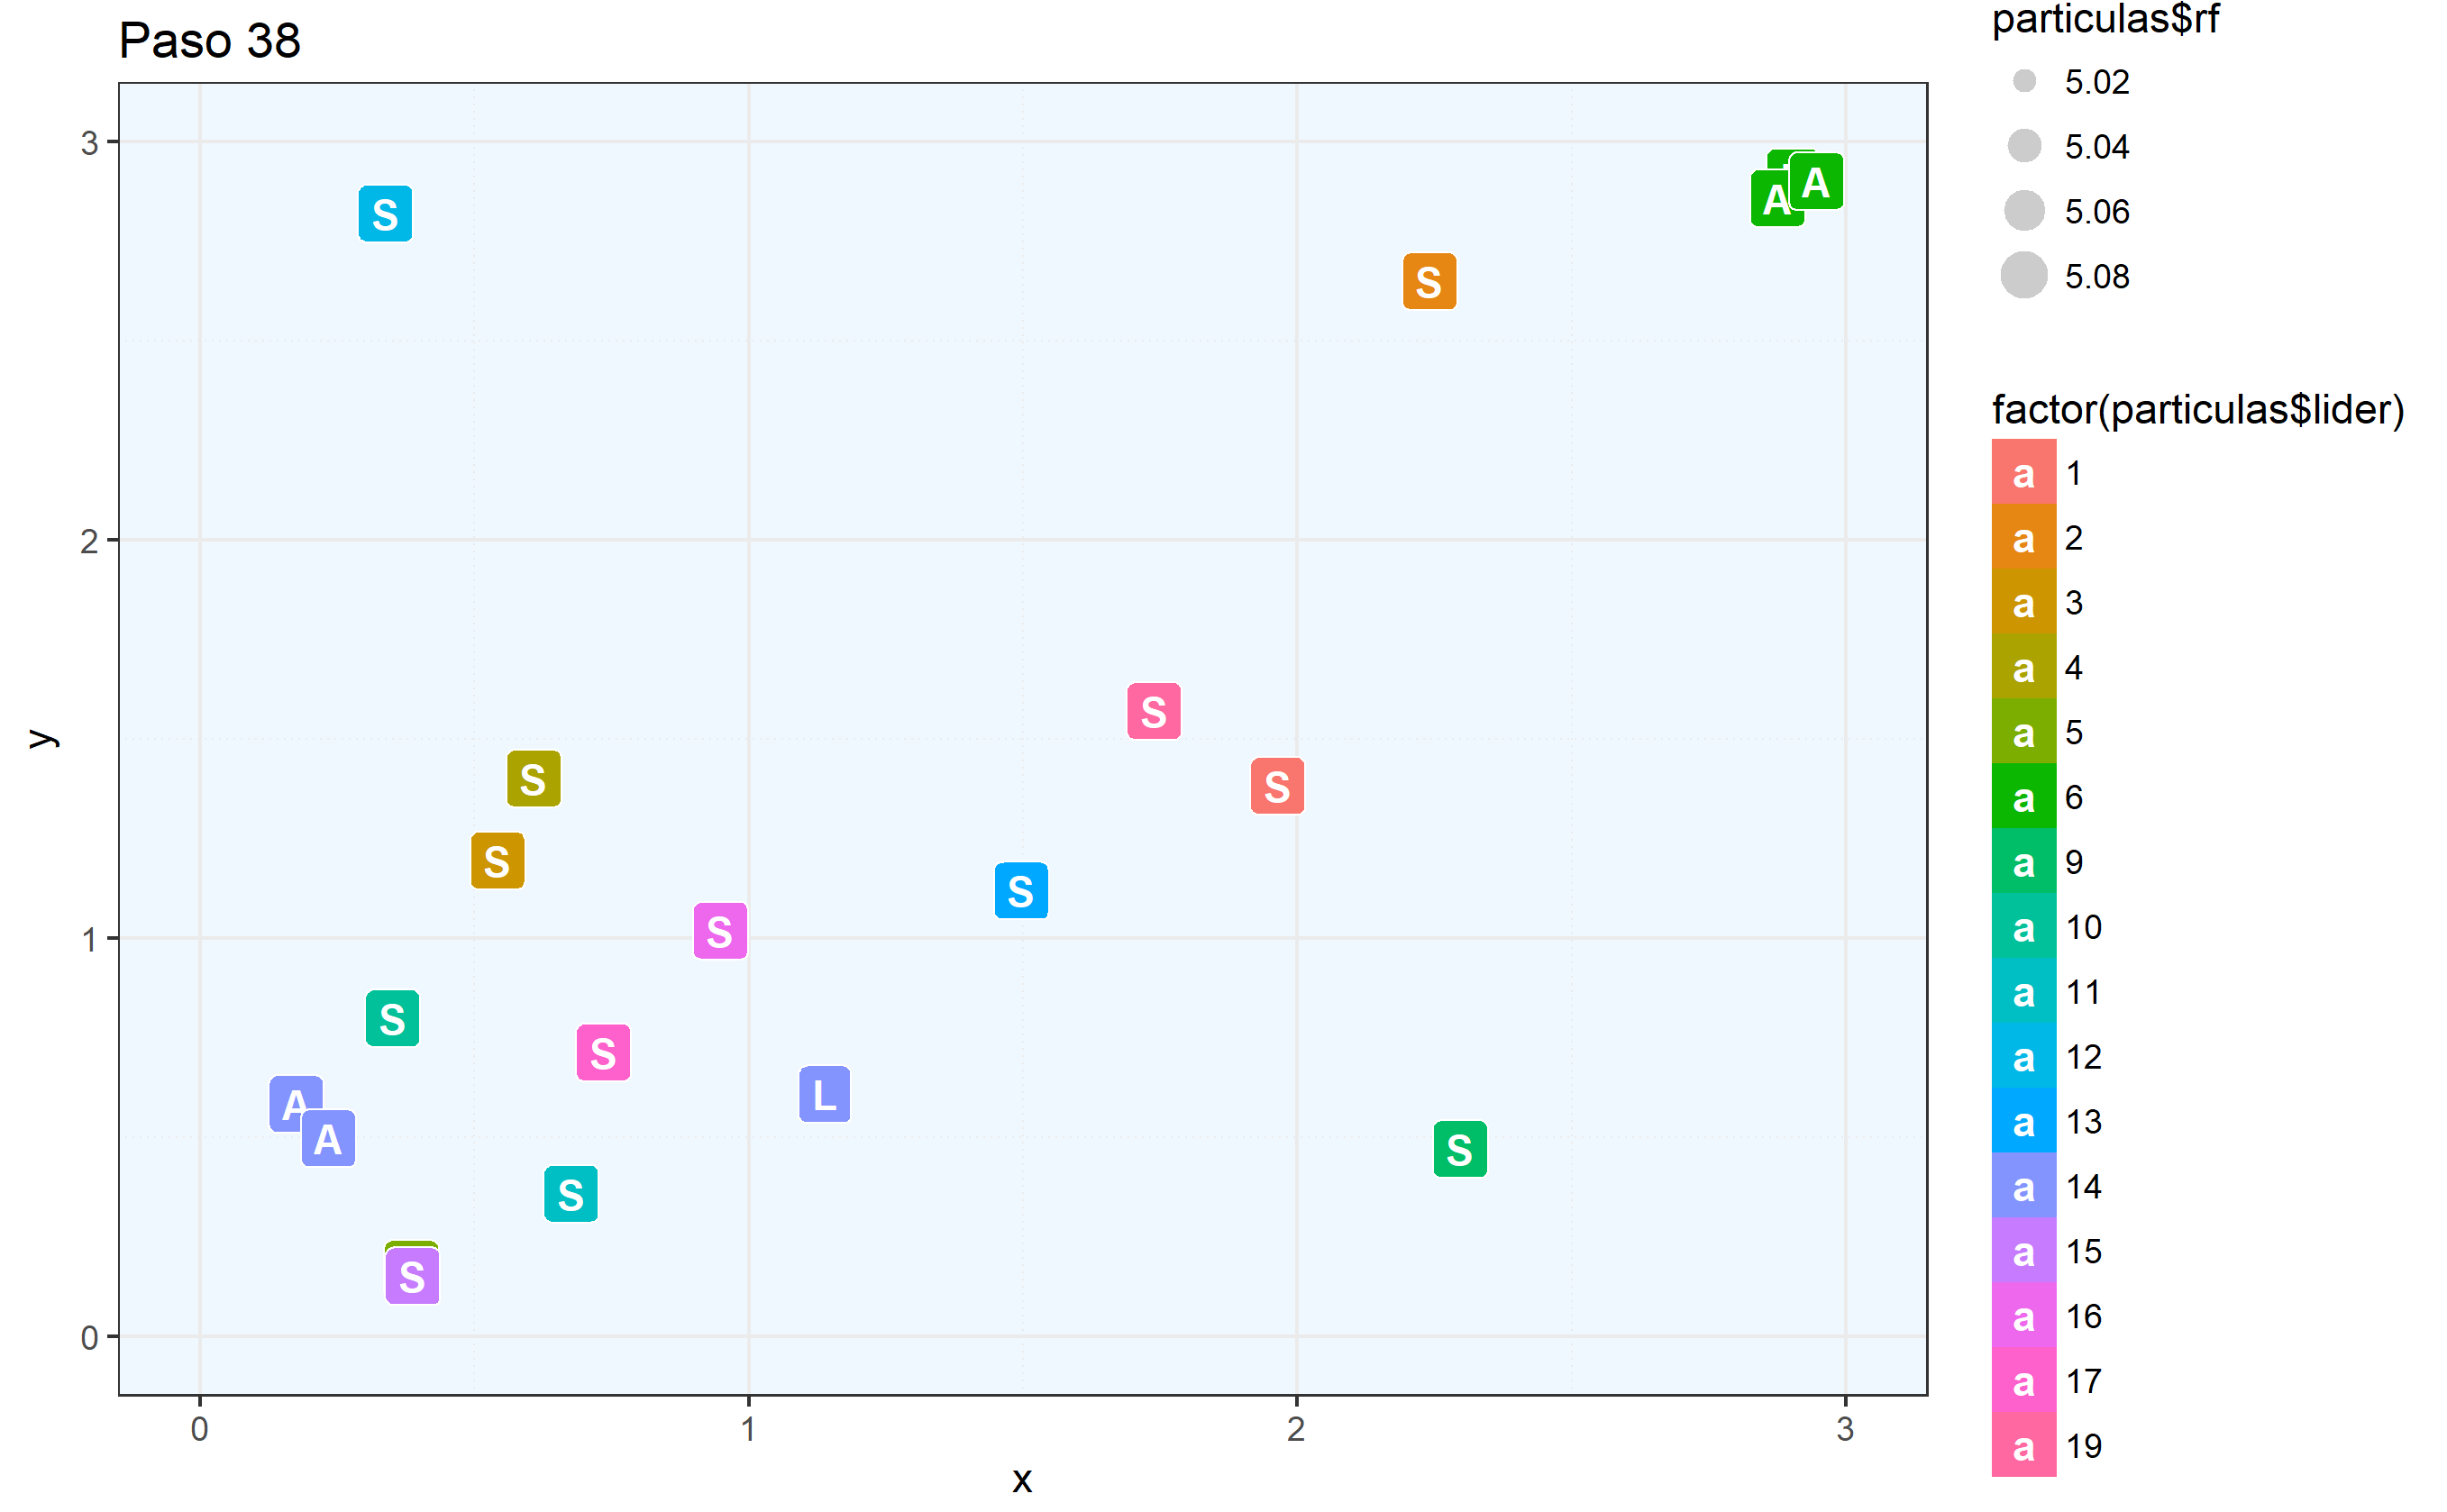 Paso 38
particulas$rf
5.02
5.04
5.06
5.08
factor(particulas$lider)
a 1
a 2
a 3
a 4
a 5
a 6
a 9
a 10
a 11
a 12
a 13
a 14
a 15
a 16
a 17
a 19
3
2
1
0
y
S
A
A
S
S
S
S
S
S
S
S
S
A
L
A
S
S
S
0
1
2
3
x